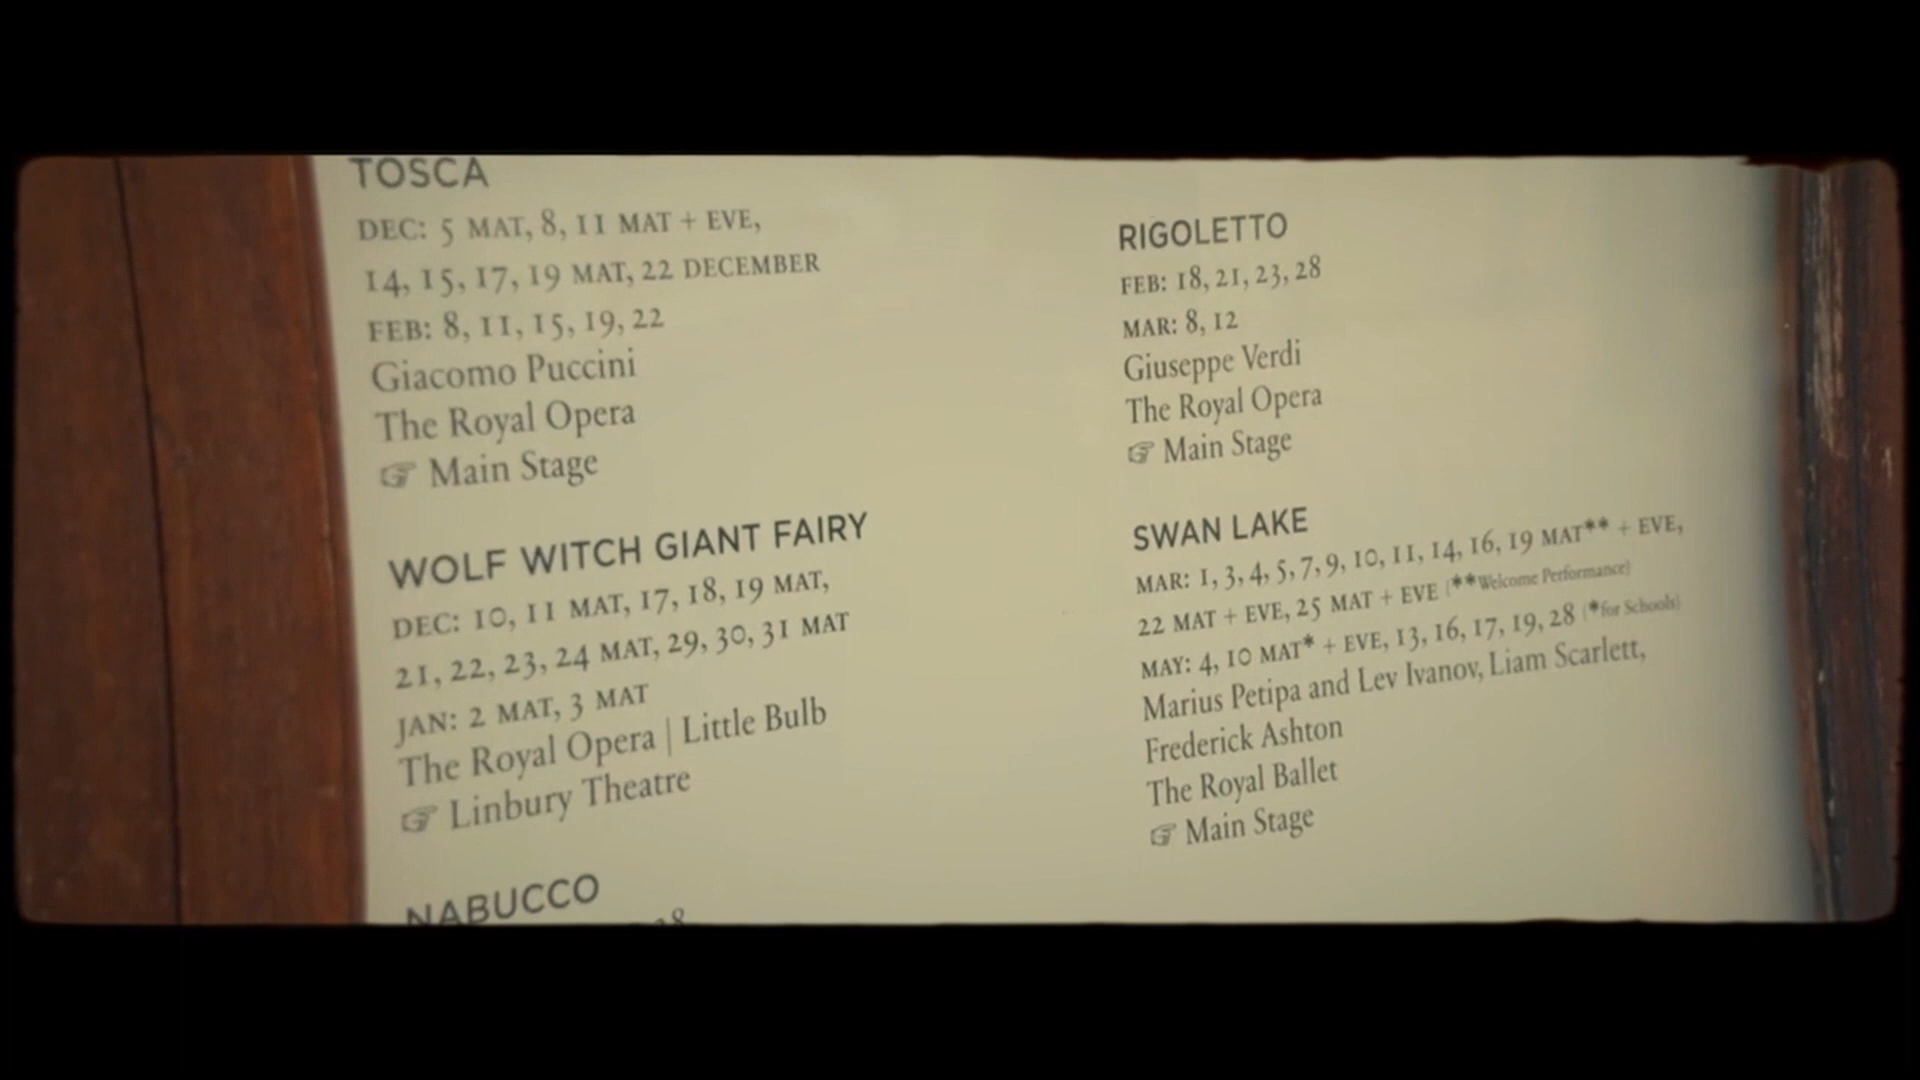 TOSCA
DEC: 5 MAT, 8, 11 MAT + EVE,
14, 15, 17, 19 MAT, 22 DECEMBER
FEB: 8, 11, 15, 19, 22
Giacomo Puccini
The Royal Opera
☞ Main Stage
WOLF WITCH GIANT FAIRY
DEC: 10, 11 MAT, 17, 18, 19 MAT,
21, 22, 23, 24 MAT, 29, 30, 31 MAT
JAN: 2 MAT, 3 MAT
The Royal Opera | Little Bulb
☞ Linbury Theatre
NABUCCO
RIGOLETTO
FEB: 18, 21, 23, 28
MAR: 8, 12
Giuseppe Verdi
The Royal Opera
☞ Main Stage
SWAN LAKE
MAR: 1, 3, 4, 5, 7, 9, 10, 11, 14, 16, 19 MAT** + EVE,
22 MAT + EVE, 25 MAT + EVE (**Welcome Performance)
MAY: 4, 10 MAT* + EVE, 13, 16, 17, 19, 28 (*for Schools)
Marius Petipa and Lev Ivanov, Liam Scarlett,
Frederick Ashton
The Royal Ballet
☞ Main Stage